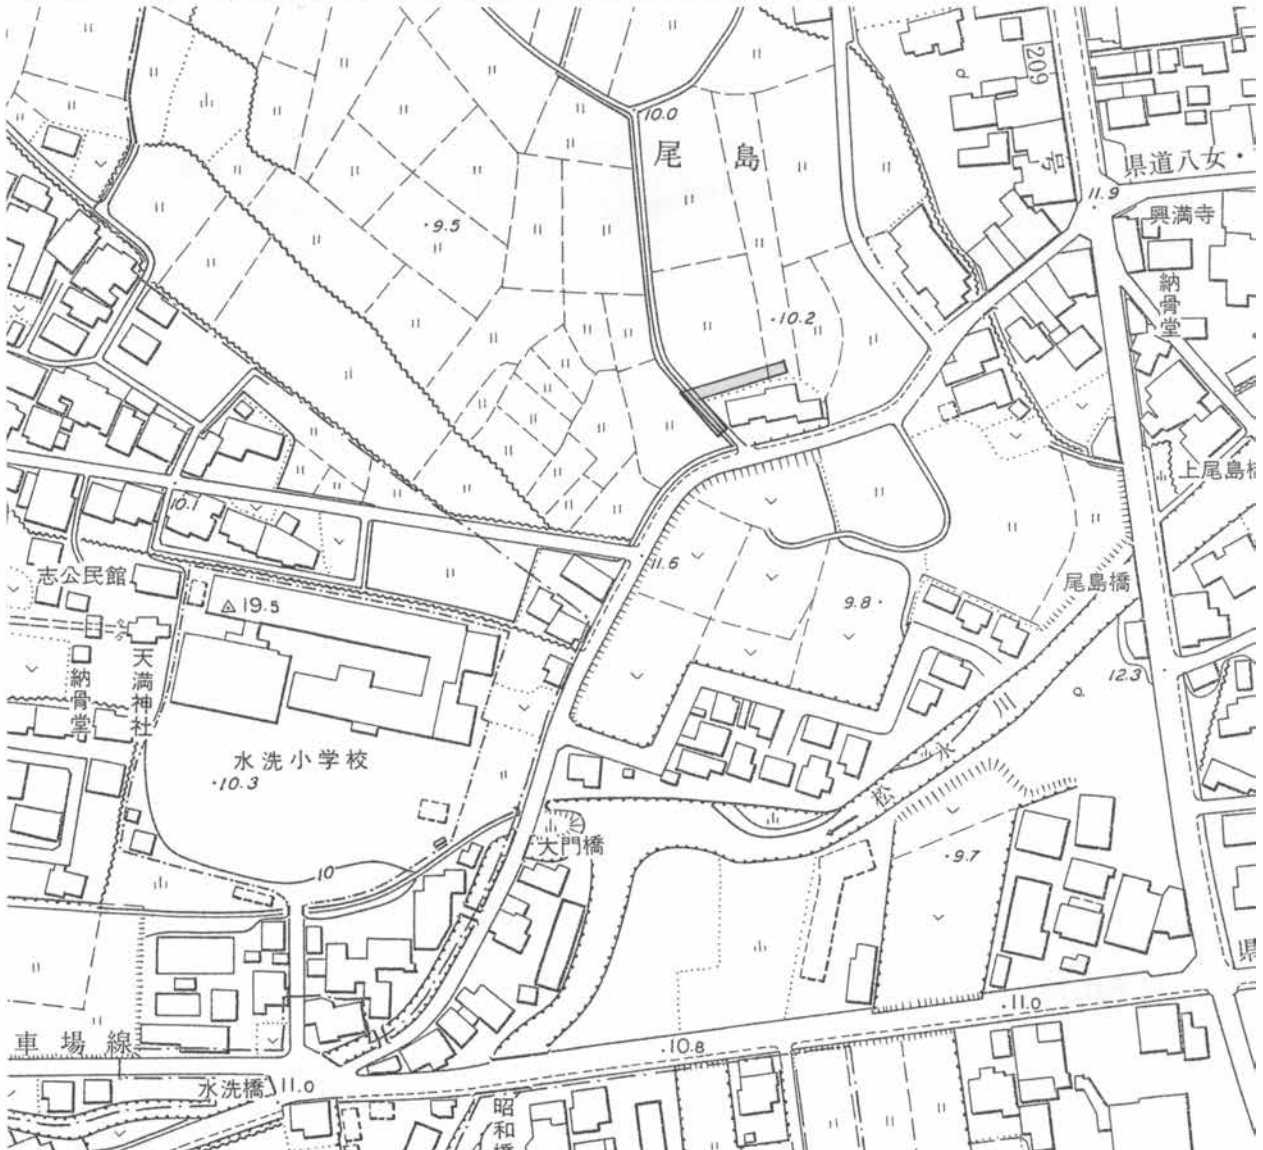 209
号
10.0
尾島
県道八女・
11.9
興満寺
9.5
納骨堂
10.2
上尾島
10.1
11.6
志公民館
尾島橋
19.5
9.8
天満神社
納骨堂
12.3
水洗小学校
松永川
10.3
大門橋
9.7
10
県
11.0
車場線
10.8
水洗橋
11.0
昭和橋